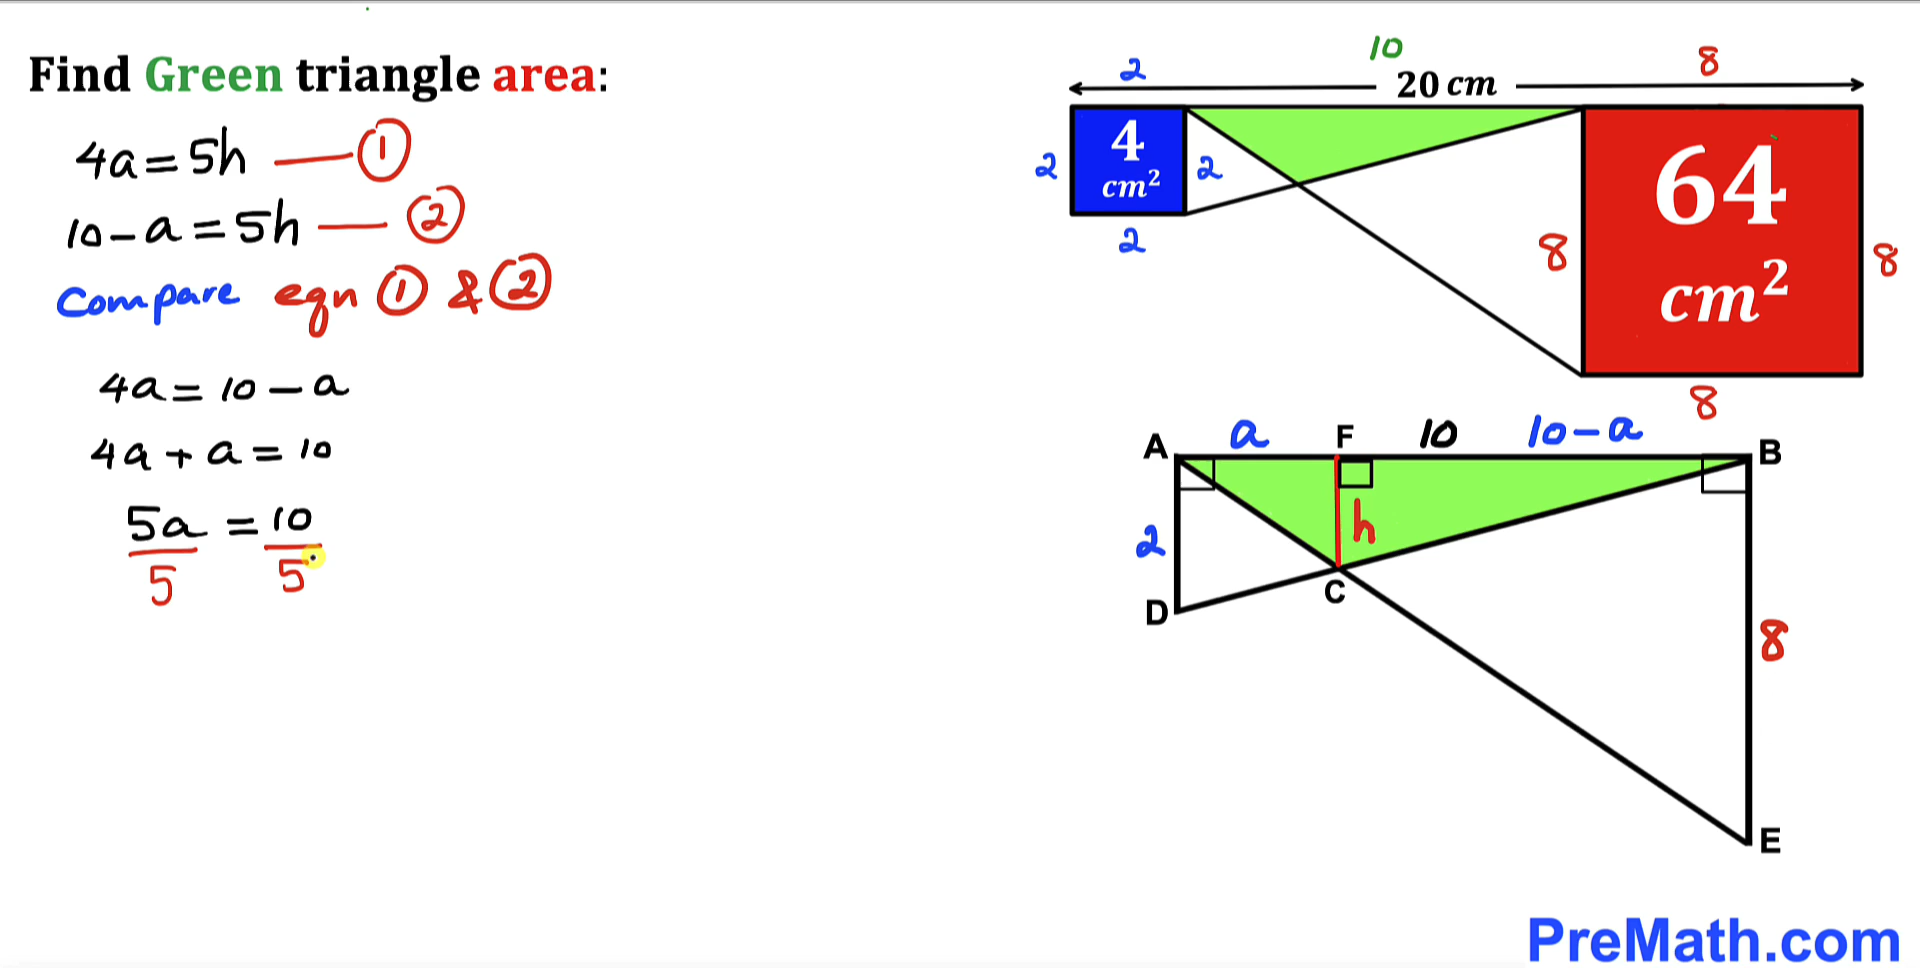 Find Green triangle area:
4a = 5h — ①
10 - a = 5h — ②
Compare eqn ① & ②
4a = 10 - a
4a + a = 10
5a = 10
5 5
10
2 20 cm 8
4
cm²
2 2
2
64
cm²
8 8
8
A a F 10 10-a B
2 h
D C
8
E
PreMath.com